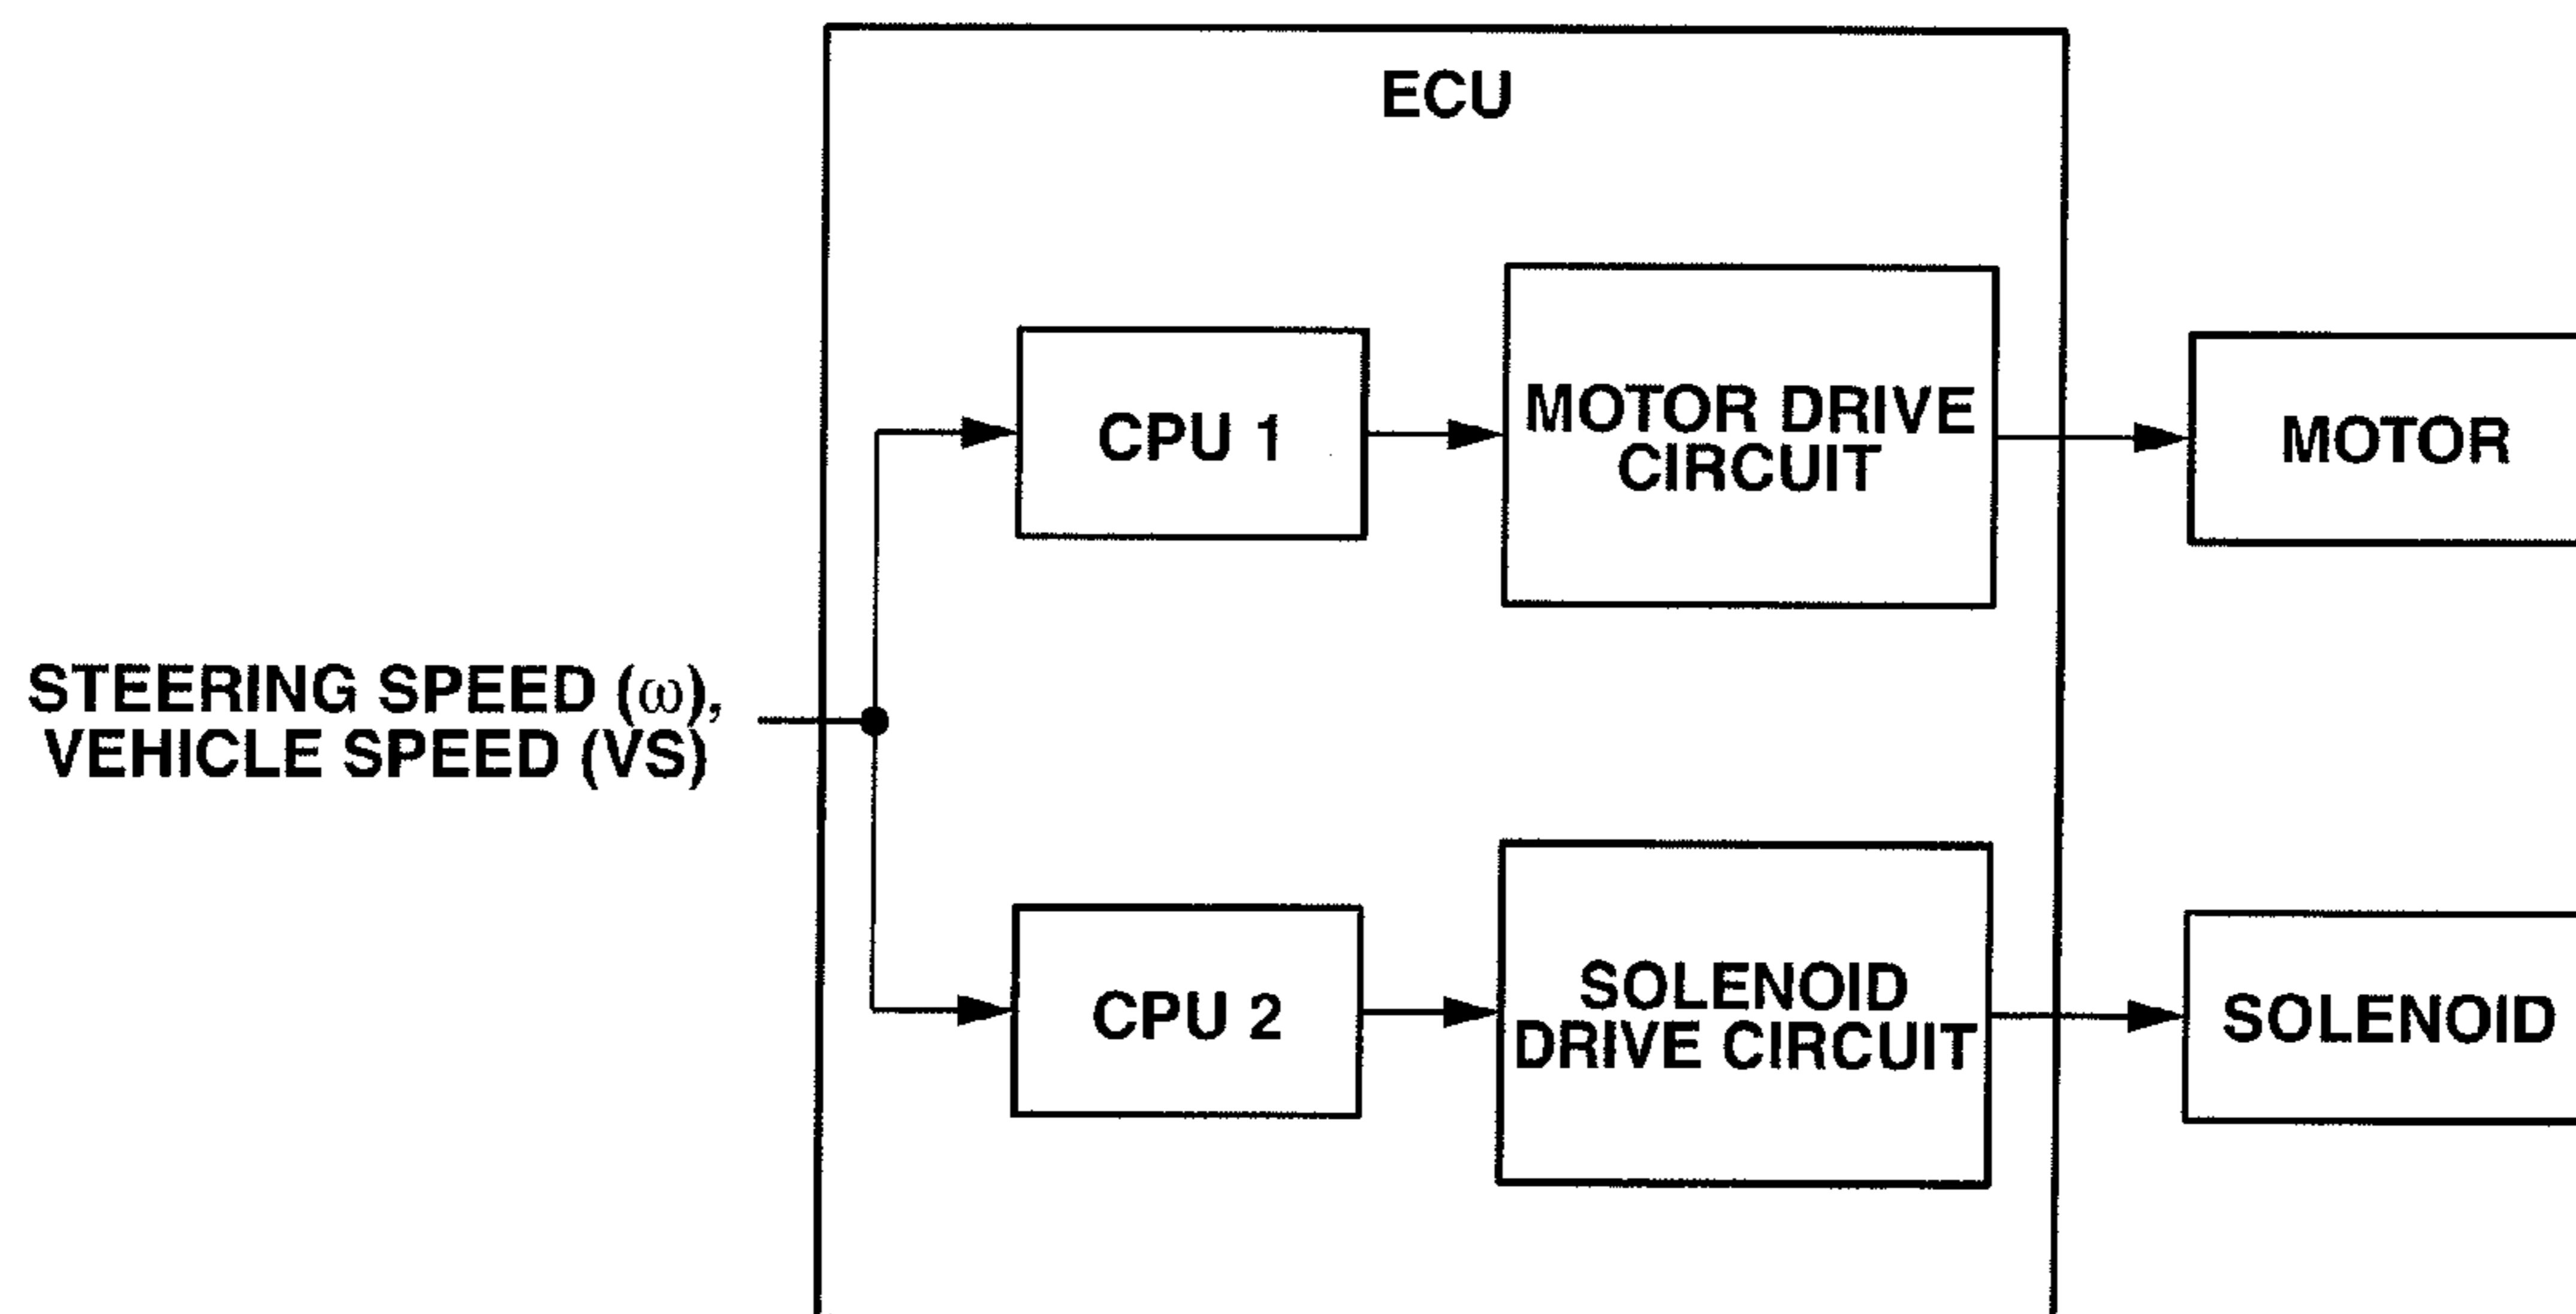 ECU
CPU 1
MOTOR DRIVE
CIRCUIT
MOTOR
STEERING SPEED (ω),
VEHICLE SPEED (VS)
CPU 2
SOLENOID
DRIVE CIRCUIT
SOLENOID